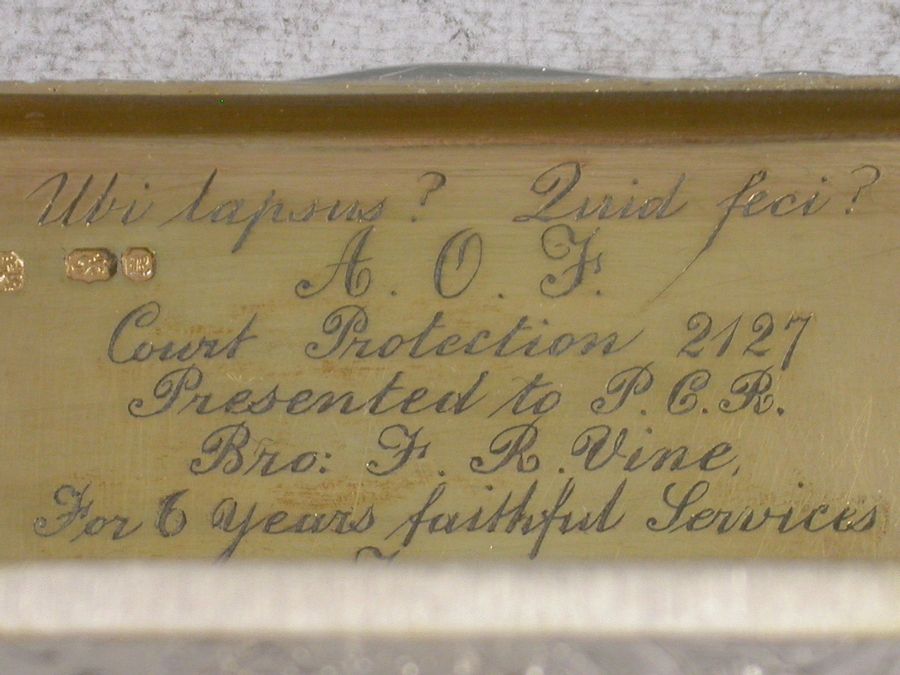 Ubi lapsus? Quid feci?
A. O. F.
Court Protection 2127
Presented to P. C. R.
Bro: F. R. Vine.
For 6 years faithful Services